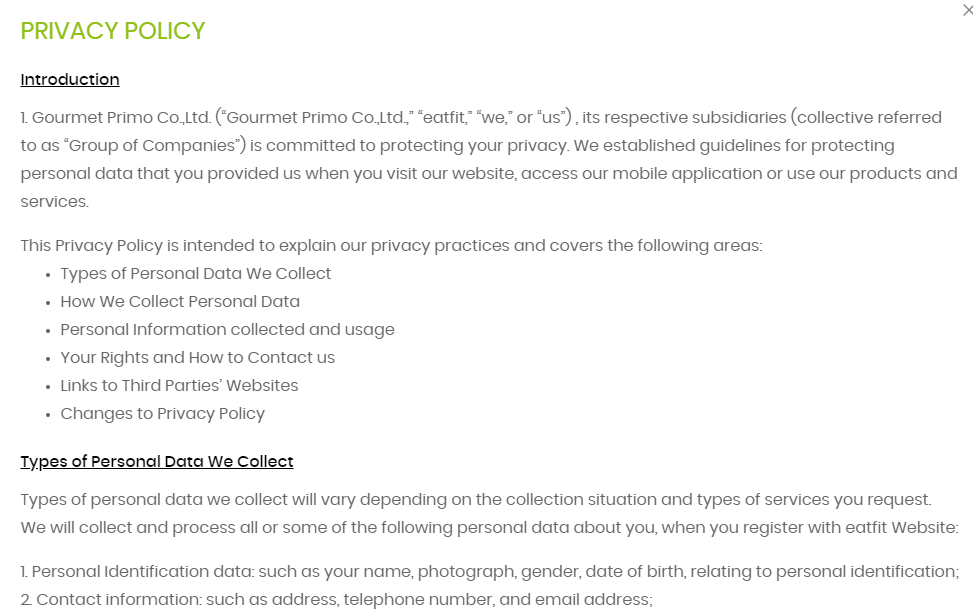 PRIVACY POLICY
Introduction
1. Gourmet Primo Co.,Ltd. (“Gourmet Primo Co.,Ltd.,” “eatfit,” “we,” or “us”) , its respective subsidiaries (collective referred
to as “Group of Companies”) is committed to protecting your privacy. We established guidelines for protecting
personal data that you provided us when you visit our website, access our mobile application or use our products and
services.
This Privacy Policy is intended to explain our privacy practices and covers the following areas:
• Types of Personal Data We Collect
• How We Collect Personal Data
• Personal Information collected and usage
• Your Rights and How to Contact us
• Links to Third Parties’ Websites
• Changes to Privacy Policy
Types of Personal Data We Collect
Types of personal data we collect will vary depending on the collection situation and types of services you request.
We will collect and process all or some of the following personal data about you, when you register with eatfit Website:
1. Personal Identification data: such as your name, photograph, gender, date of birth, relating to personal identification;
2. Contact information: such as address, telephone number, and email address;